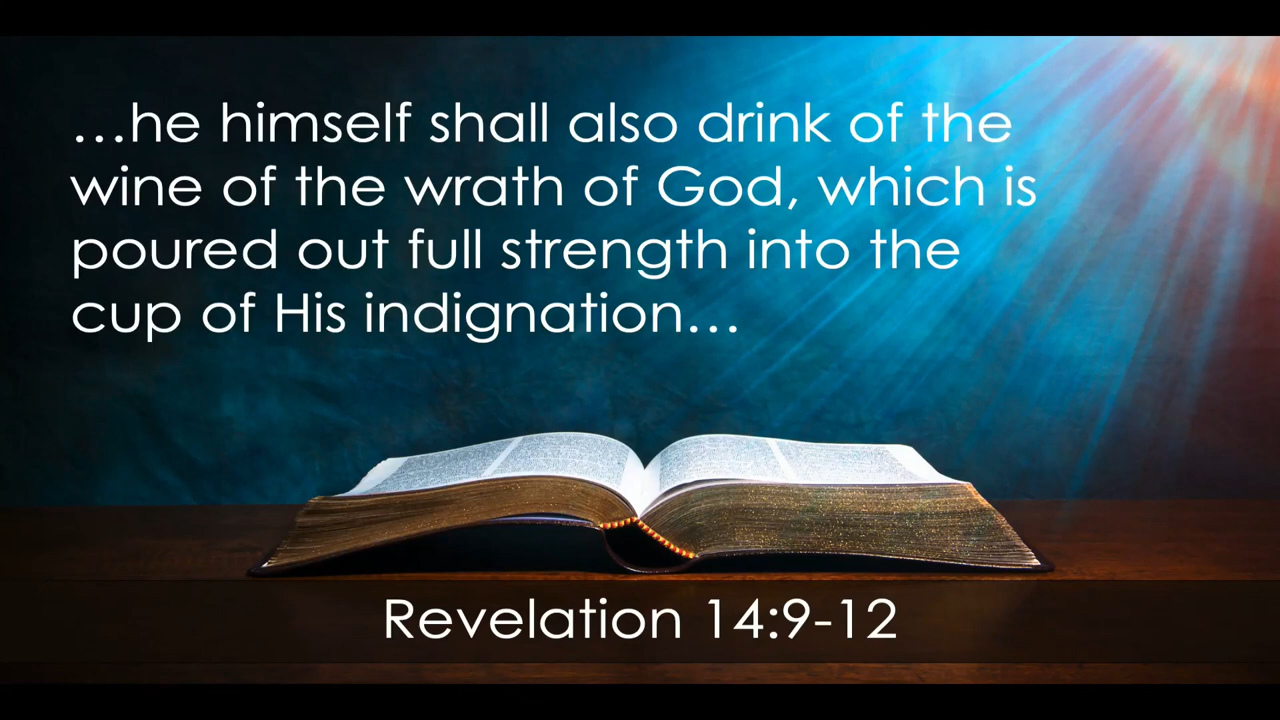 ...he himself shall also drink of the
wine of the wrath of God, which is
poured out full strength into the
cup of His indignation...
Revelation 14:9-12